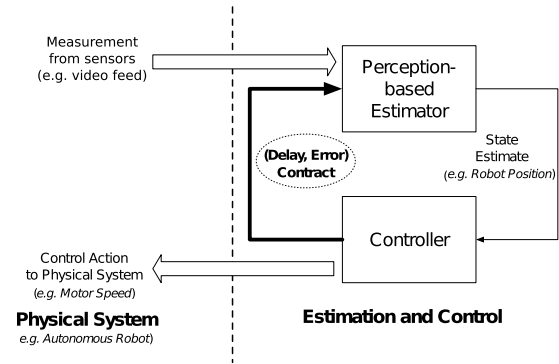 Measurement
from sensors
(e.g. video feed)
Perception-
based
Estimator
(Delay, Error)
Contract
State
Estimate
(e.g. Robot Position)
Controller
Control Action
to Physical System
(e.g. Motor Speed)
Physical System
e.g. Autonomous Robot)
Estimation and Control